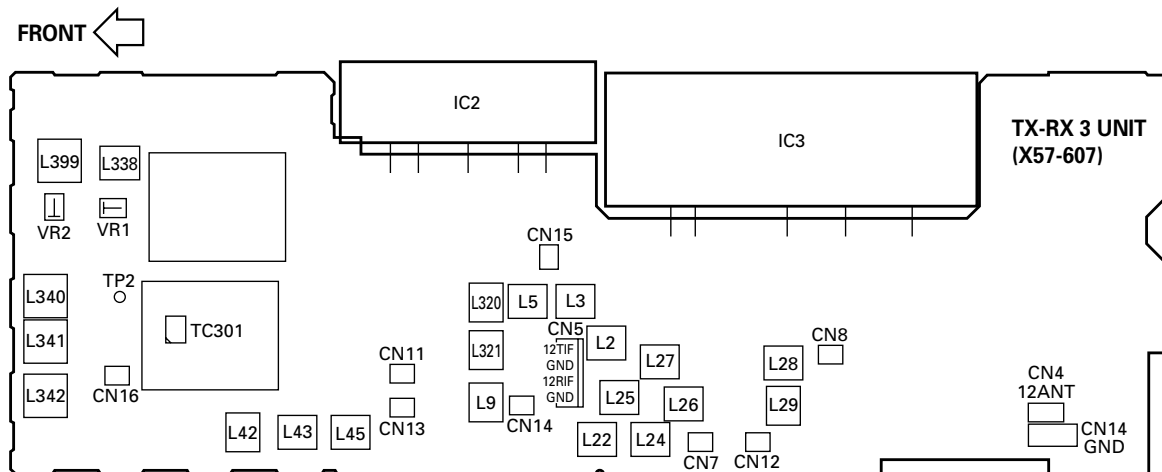 FRONT
IC2
IC3
TX-RX 3 UNIT
(X57-607)
L399
L338
VR2
VR1
CN15
TP2
L340
L320
L5
L3
CN5
TC301
L341
L321
12TIF
GND
12RIF
GND
L2
L27
L28
CN8
CN11
CN16
L342
L9
CN14
L25
L26
L29
CN4
12ANT
CN13
L42
L43
L45
L22
L24
CN7
CN12
CN14
GND